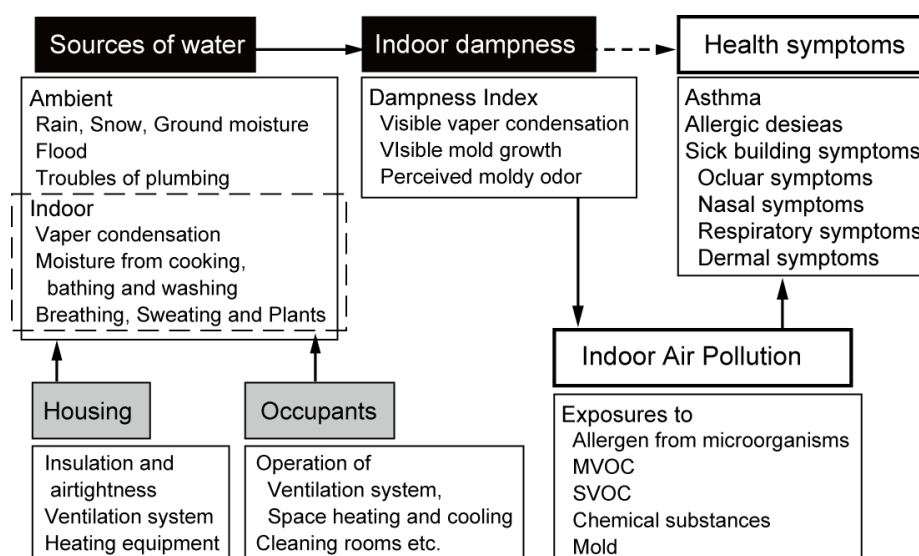 Sources of water
Ambient
Rain, Snow, Ground moisture
Flood
Troubles of plumbing
Indoor
Vaper condensation
Moisture from cooking,
bathing and washing
Breathing, Sweating and Plants
Indoor dampness
Dampness Index
Visible vaper condensation
VIsible mold growth
Perceived moldy odor
Health symptoms
Asthma
Allergic desieas
Sick building symptoms
Ocluar symptoms
Nasal symptoms
Respiratory symptoms
Dermal symptoms
Housing
Insulation and
airtightness
Ventilation system
Heating equipment
Occupants
Operation of
Ventilation system,
Space heating and cooling
Cleaning rooms etc.
Indoor Air Pollution
Exposures to
Allergen from microorganisms
MVOC
SVOC
Chemical substances
Mold